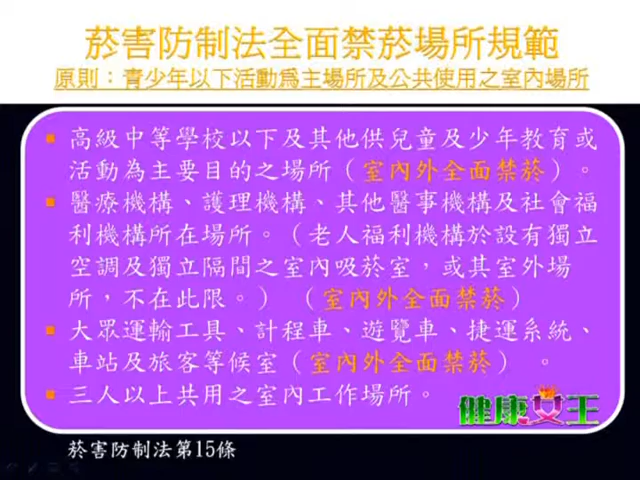 菸害防制法全面禁菸場所規範
原則：青少年以下活動為主場所及公共使用之室內場所
高級中等學校以下及其他供兒童及少年教育或
活動為主要目的之場所（室內外全面禁菸）。
醫療機構、護理機構、其他醫事機構及社會福
利機構所在場所。（老人福利機構於設有獨立
空調及獨立隔間之室內吸菸室，或其室外場
所，不在此限。）（室內外全面禁菸）
大眾運輸工具、計程車、遊覽車、捷運系統、
車站及旅客等候室（室內外全面禁菸）。
三人以上共用之室內工作場所。
健康女王
菸害防制法第15條